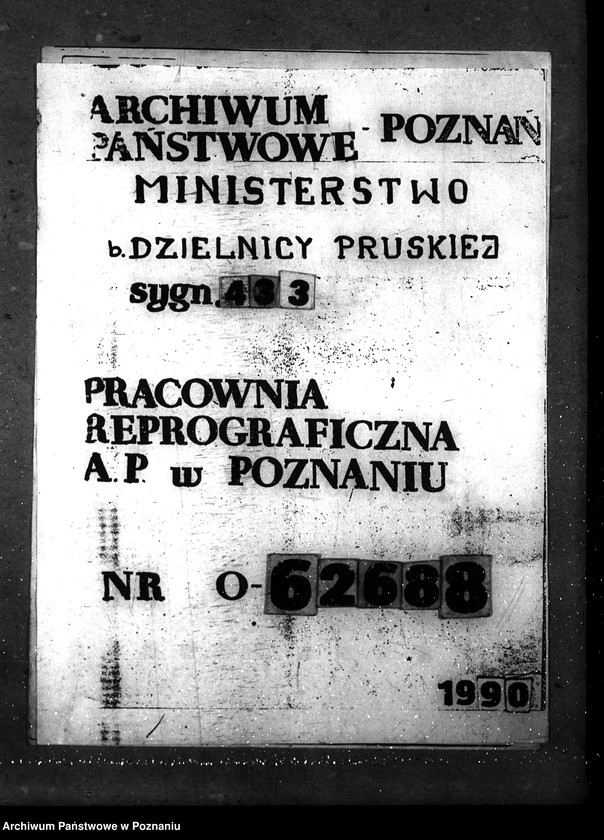 ARCHIWUM
PAŃSTWOWE - POZNAŃ
MINISTERSTWO
b. DZIELNICY PRUSKIEJ
sygn. 433
PRACOWNIA
REPROGRAFICZNA
A.P. w POZNANIU
NR O-62688
1990
Archiwum Państwowe w Poznaniu